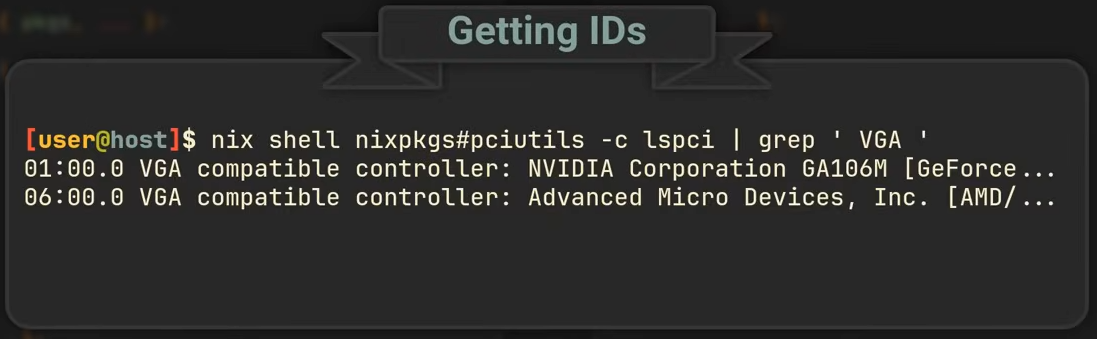 Getting IDs
[user@host]$ nix shell nixpkgs#pciutils -c lspci | grep ' VGA '
01:00.0 VGA compatible controller: NVIDIA Corporation GA106M [GeForce...
06:00.0 VGA compatible controller: Advanced Micro Devices, Inc. [AMD/...